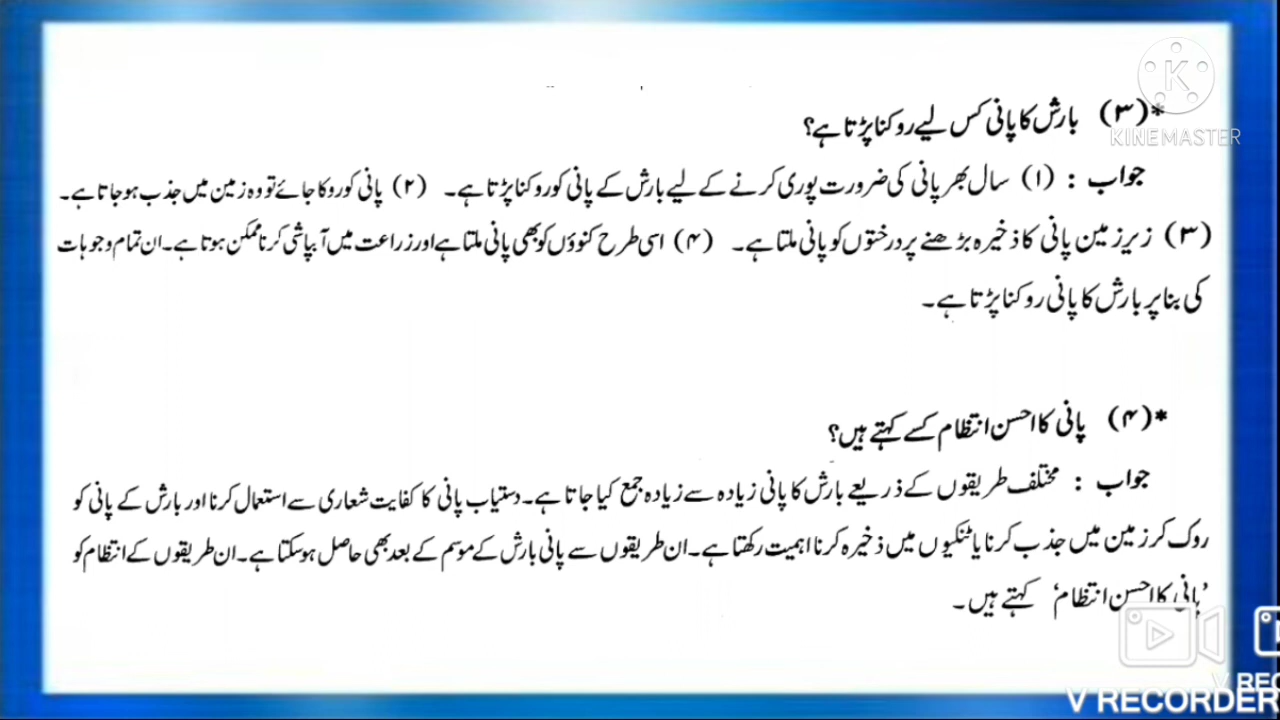 *(۳) بارش کا پانی کس لیے روکنا پڑتا ہے؟
جواب : (۱) سال بھر پانی کی ضرورت پوری کرنے کے لیے بارش کے پانی کو روکنا پڑتا ہے۔ (۲) پانی کو روکا جائے تو وہ زمین میں جذب ہو جاتا ہے۔
(۳) زیرِ زمین پانی کا ذخیرہ بڑھنے پر درختوں کو پانی ملتا ہے۔ (۴) اسی طرح کنوؤں کو بھی پانی ملتا ہے اور زراعت میں آبپاشی کرنا ممکن ہوتا ہے۔ ان تمام وجوہات
کی بنا پر بارش کا پانی روکنا پڑتا ہے۔
*(۴) پانی کا احسن انتظام کسے کہتے ہیں؟
جواب : مختلف طریقوں کے ذریعے بارش کا پانی زیادہ سے زیادہ جمع کیا جاتا ہے۔ دستیاب پانی کا کفایت شعاری سے استعمال کرنا اور بارش کے پانی کو
روک کر زمین میں جذب کرنا یا ٹنکیوں میں ذخیرہ کرنا اہمیت رکھتا ہے۔ ان طریقوں سے پانی بارش کے موسم کے بعد بھی حاصل ہو سکتا ہے۔ ان طریقوں کے انتظام کو
’پانی کا احسن انتظام‘ کہتے ہیں۔
K
KINEMASTER
V RECORDER
V REC